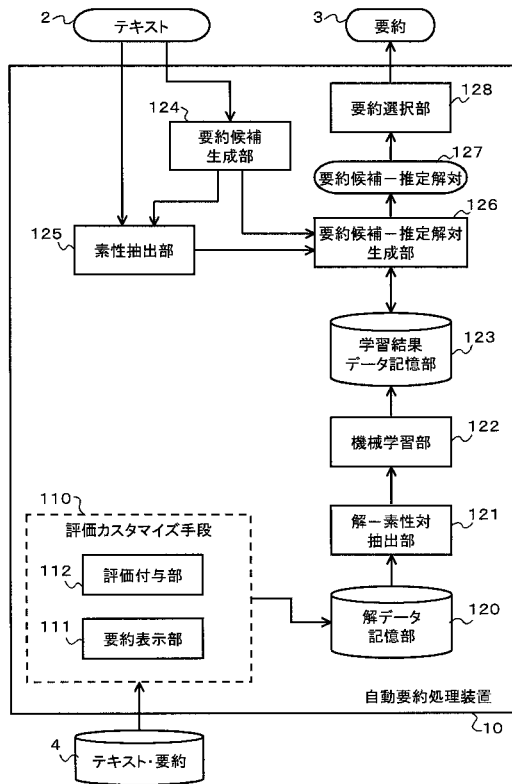 2
テキスト
3
要約
124
要約候補
生成部
要約選択部
128
127
要約候補－推定解対
126
125
素性抽出部
要約候補－推定解対
生成部
学習結果
データ記憶部
123
機械学習部
122
110
評価カスタマイズ手段
解－素性対
抽出部
121
112
評価付与部
111
要約表示部
解データ
記憶部
120
自動要約処理装置
10
4
テキスト・要約